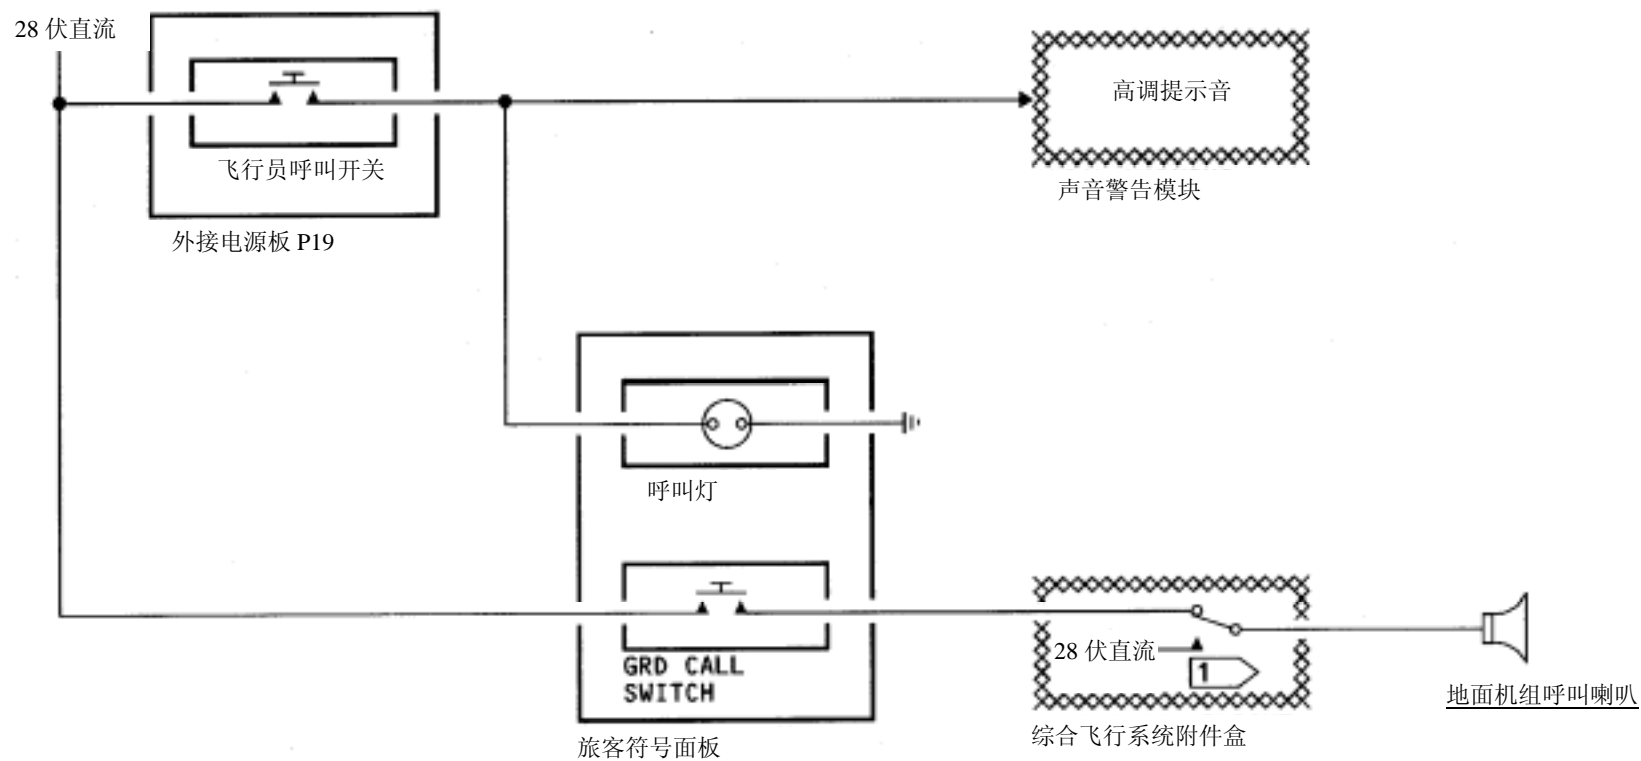 28 伏直流
高调提示音
飞行员呼叫开关
声音警告模块
外接电源板 P19
呼叫灯
28 伏直流
1
GRD CALL
SWITCH
地面机组呼叫喇叭
旅客符号面板
综合飞行系统附件盒